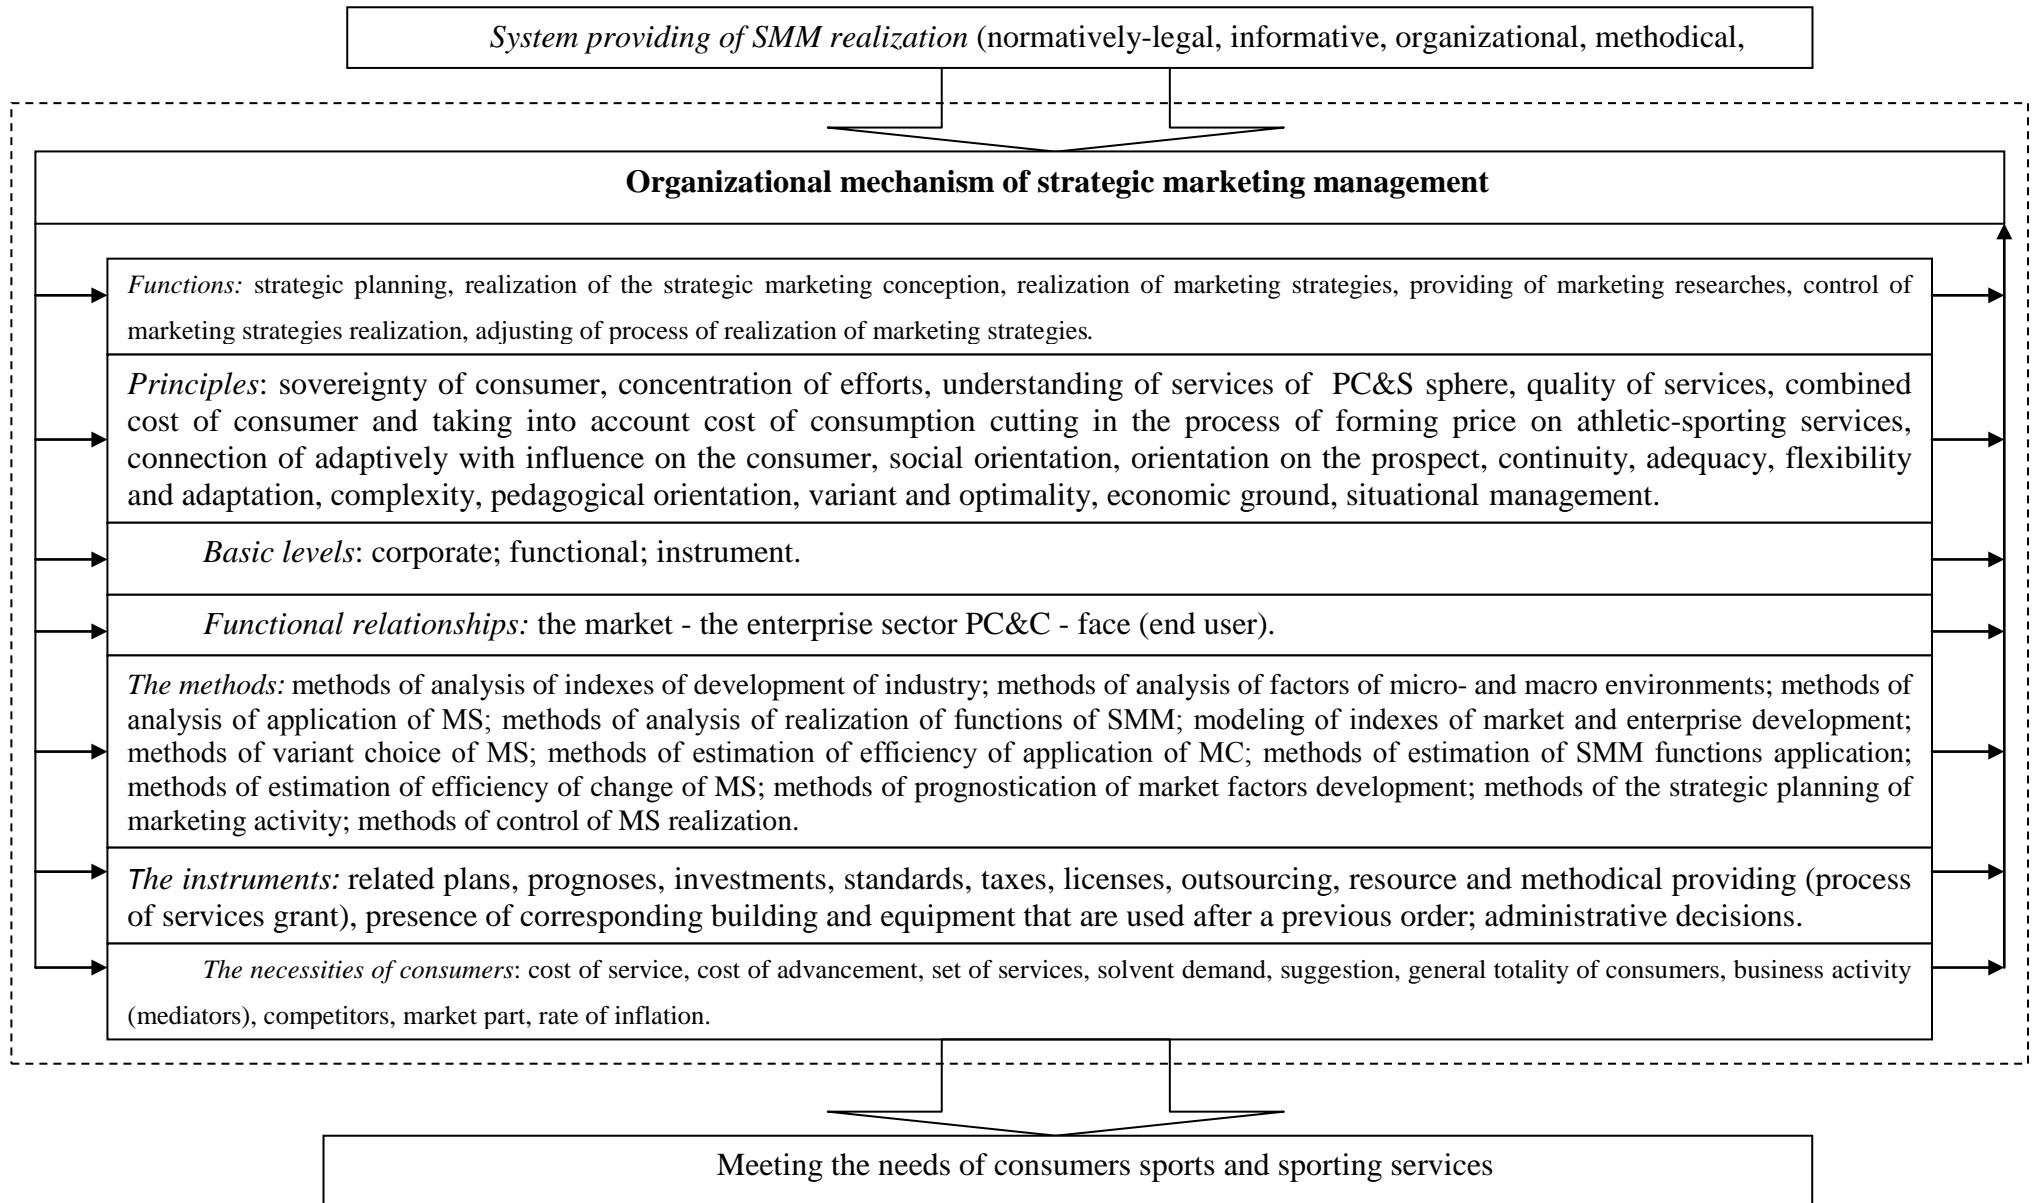 System providing of SMM realization (normatively-legal, informative, organizational, methodical,
Organizational mechanism of strategic marketing management
Functions: strategic planning, realization of the strategic marketing conception, realization of marketing strategies, providing of marketing researches, control of
marketing strategies realization, adjusting of process of realization of marketing strategies.
Principles: sovereignty of consumer, concentration of efforts, understanding of services of PC&S sphere, quality of services, combined
cost of consumer and taking into account cost of consumption cutting in the process of forming price on athletic-sporting services,
connection of adaptively with influence on the consumer, social orientation, orientation on the prospect, continuity, adequacy, flexibility
and adaptation, complexity, pedagogical orientation, variant and optimality, economic ground, situational management.
Basic levels: corporate; functional; instrument.
Functional relationships: the market - the enterprise sector PC&C - face (end user).
The methods: methods of analysis of indexes of development of industry; methods of analysis of factors of micro- and macro environments; methods of
analysis of application of MS; methods of analysis of realization of functions of SMM; modeling of indexes of market and enterprise development;
methods of variant choice of MS; methods of estimation of efficiency of application of MC; methods of estimation of SMM functions application;
methods of estimation of efficiency of change of MS; methods of prognostication of market factors development; methods of the strategic planning of
marketing activity; methods of control of MS realization.
The instruments: related plans, prognoses, investments, standards, taxes, licenses, outsourcing, resource and methodical providing (process
of services grant), presence of corresponding building and equipment that are used after a previous order; administrative decisions.
The necessities of consumers: cost of service, cost of advancement, set of services, solvent demand, suggestion, general totality of consumers, business activity
(mediators), competitors, market part, rate of inflation.
Meeting the needs of consumers sports and sporting services